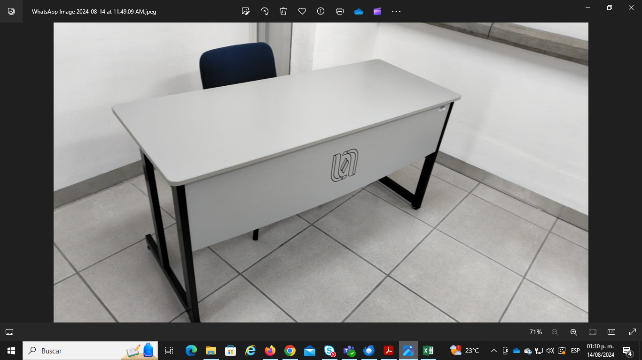 WhatsApp Image 2024-08-14 at 11.49.09 AM.jpeg
71%
Buscar
23°C
ESP
01:10 p. m.
14/08/2024